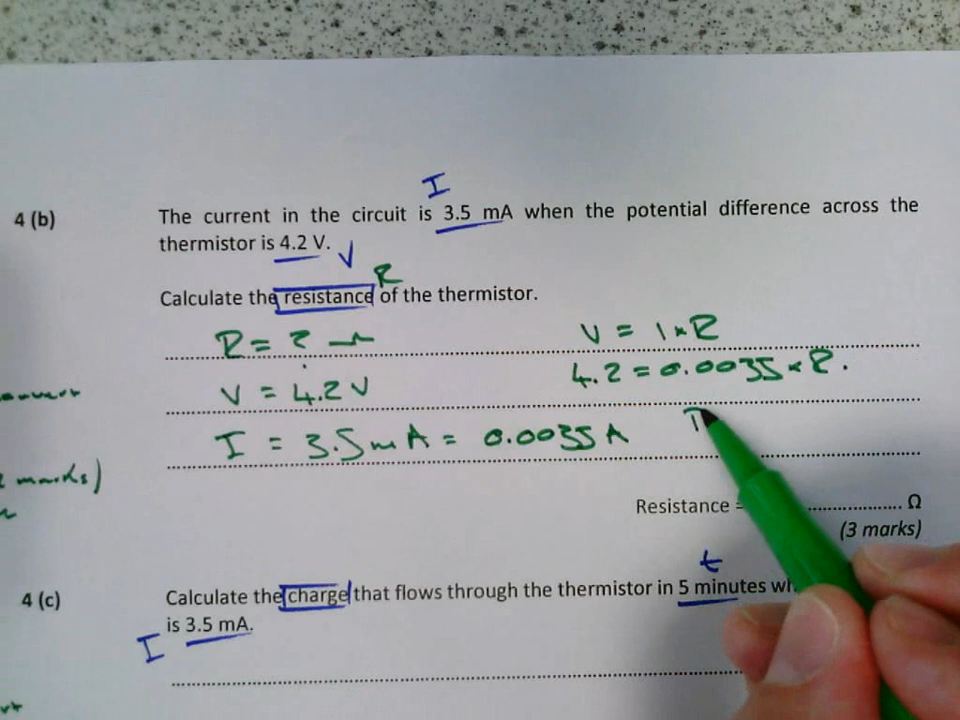 I
4 (b) The current in the circuit is 3.5 mA when the potential difference across the
thermistor is 4.2 V.
V
R
Calculate the resistance of the thermistor.
R = ? Ω V = I × R
V = 4.2 V 4.2 = 0.0035 × R.
I = 3.5 mA = 0.0035 A
marks)
Resistance = Ω
(3 marks)
t
4 (c) Calculate the charge that flows through the thermistor in 5 minutes
is 3.5 mA.
I